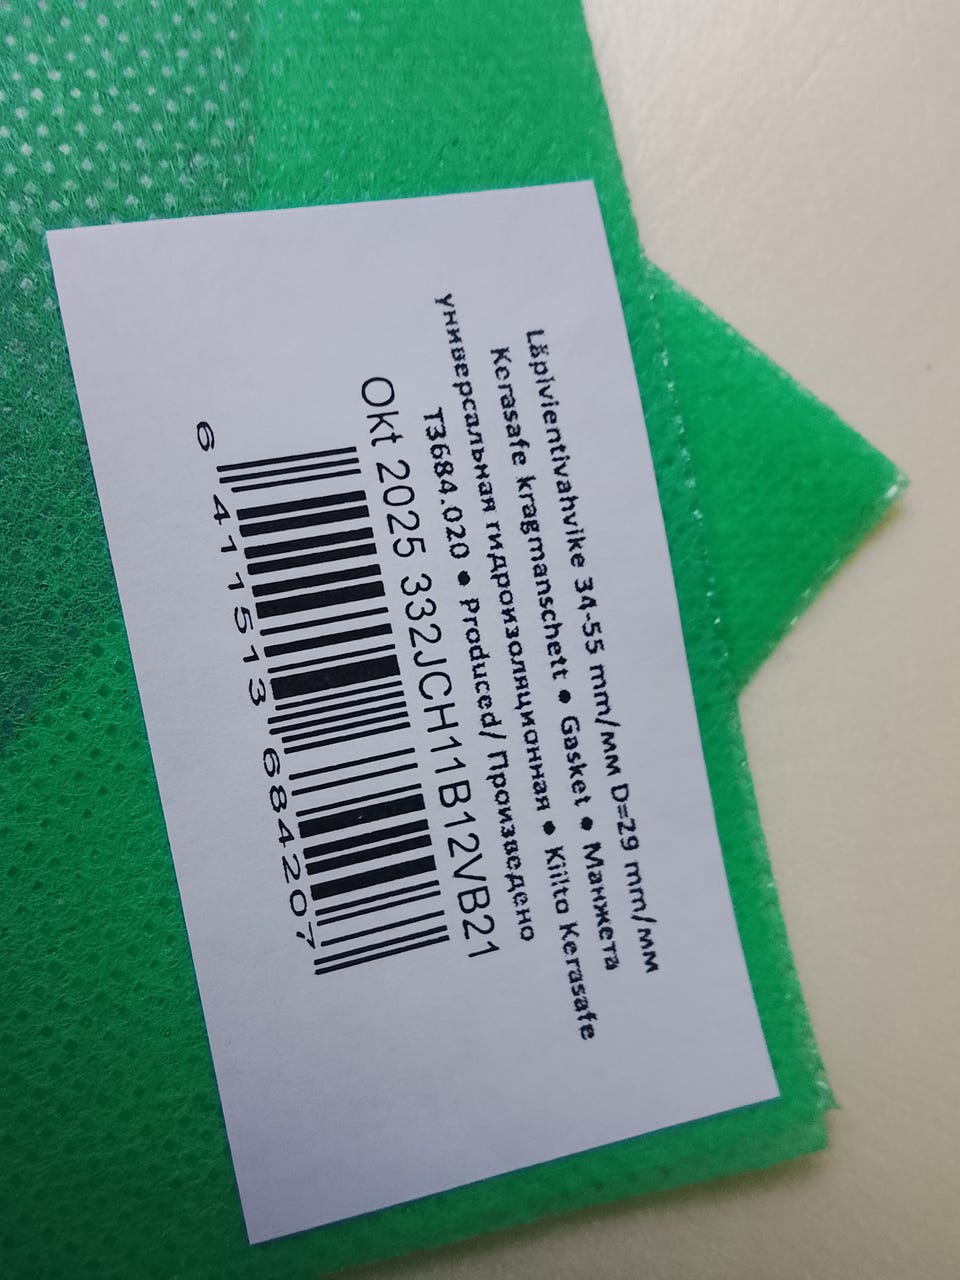 Läpivientivahvike 34-55 mm/мм D=29 mm/мм
Kerasafe kragmanschett • Gasket • Манжета
универсальная гидроизоляционная • Kiilto Kerasafe
T3684.020 • Produced/ Произведено
Okt 2025 332JCH11B12VB21
6 411513 684207